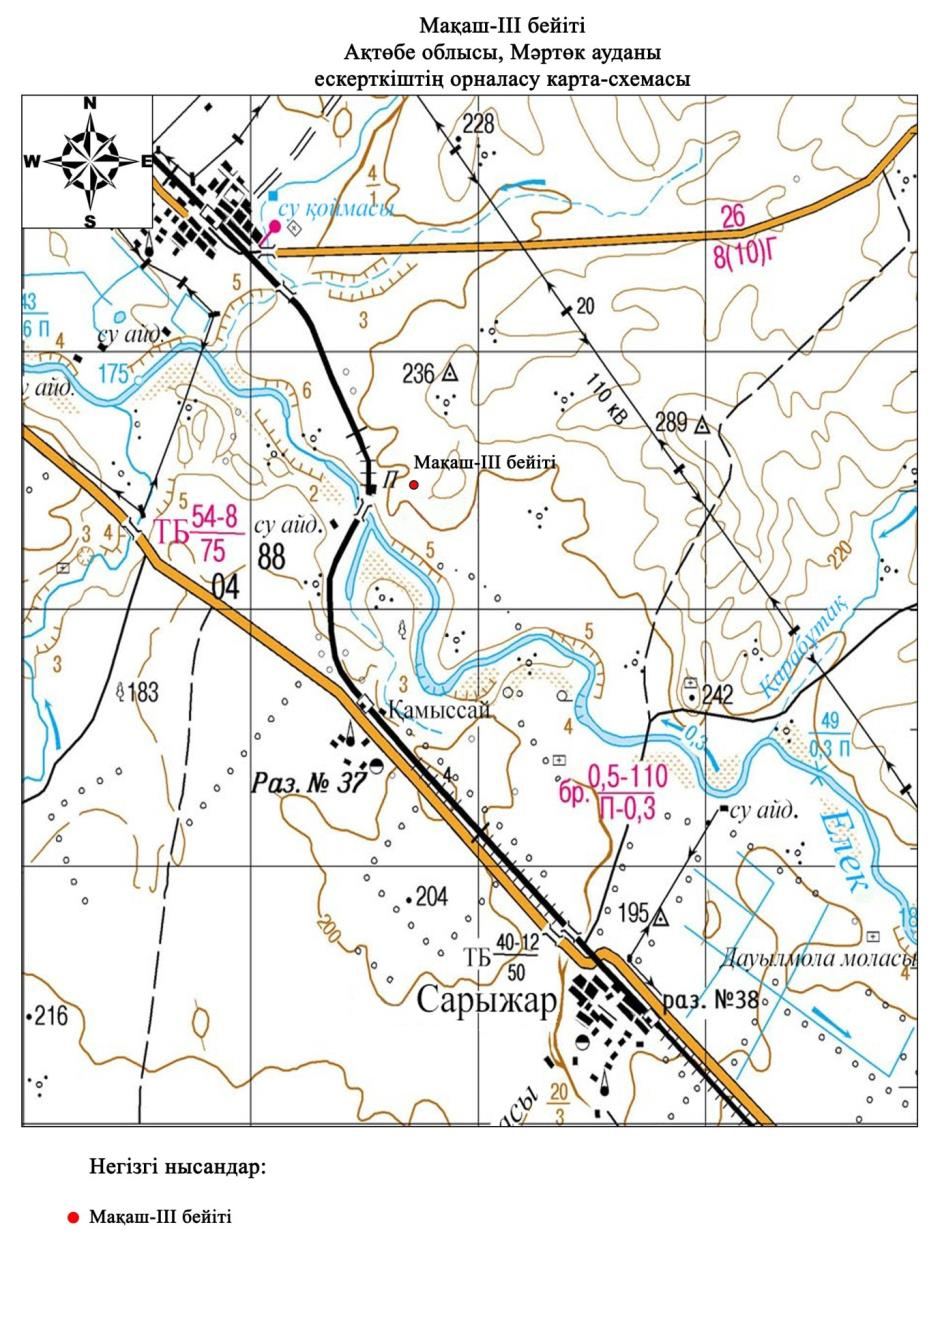 Мақаш-III бейіті
Ақтөбе облысы, Мәртөк ауданы
ескерткіштің орналасу карта-схемасы
N
W
E
S
228
4
1
су қоймасы
26
8(10)Г
5
43
6 П
20
3
4
су айд.
175
у айд.
236
6
110 кВ
289
Мақаш-III бейіті
П
2
5
ТБ 54-8
75
су айд.
3
4
88
5
220
04
3
5
Қарабұтақ
183
3
242
Қамыссай
4
0,3
49
0,3 П
Раз. № 37
4
бр. 0,5-110
П-0,3
су айд.
Елек
204
195
18
200
ТБ 40-12
50
Дауылмола моласы
4
Сарыжар
раз. №38
216
20
3
асы
Негізгі нысандар:
Мақаш-III бейіті